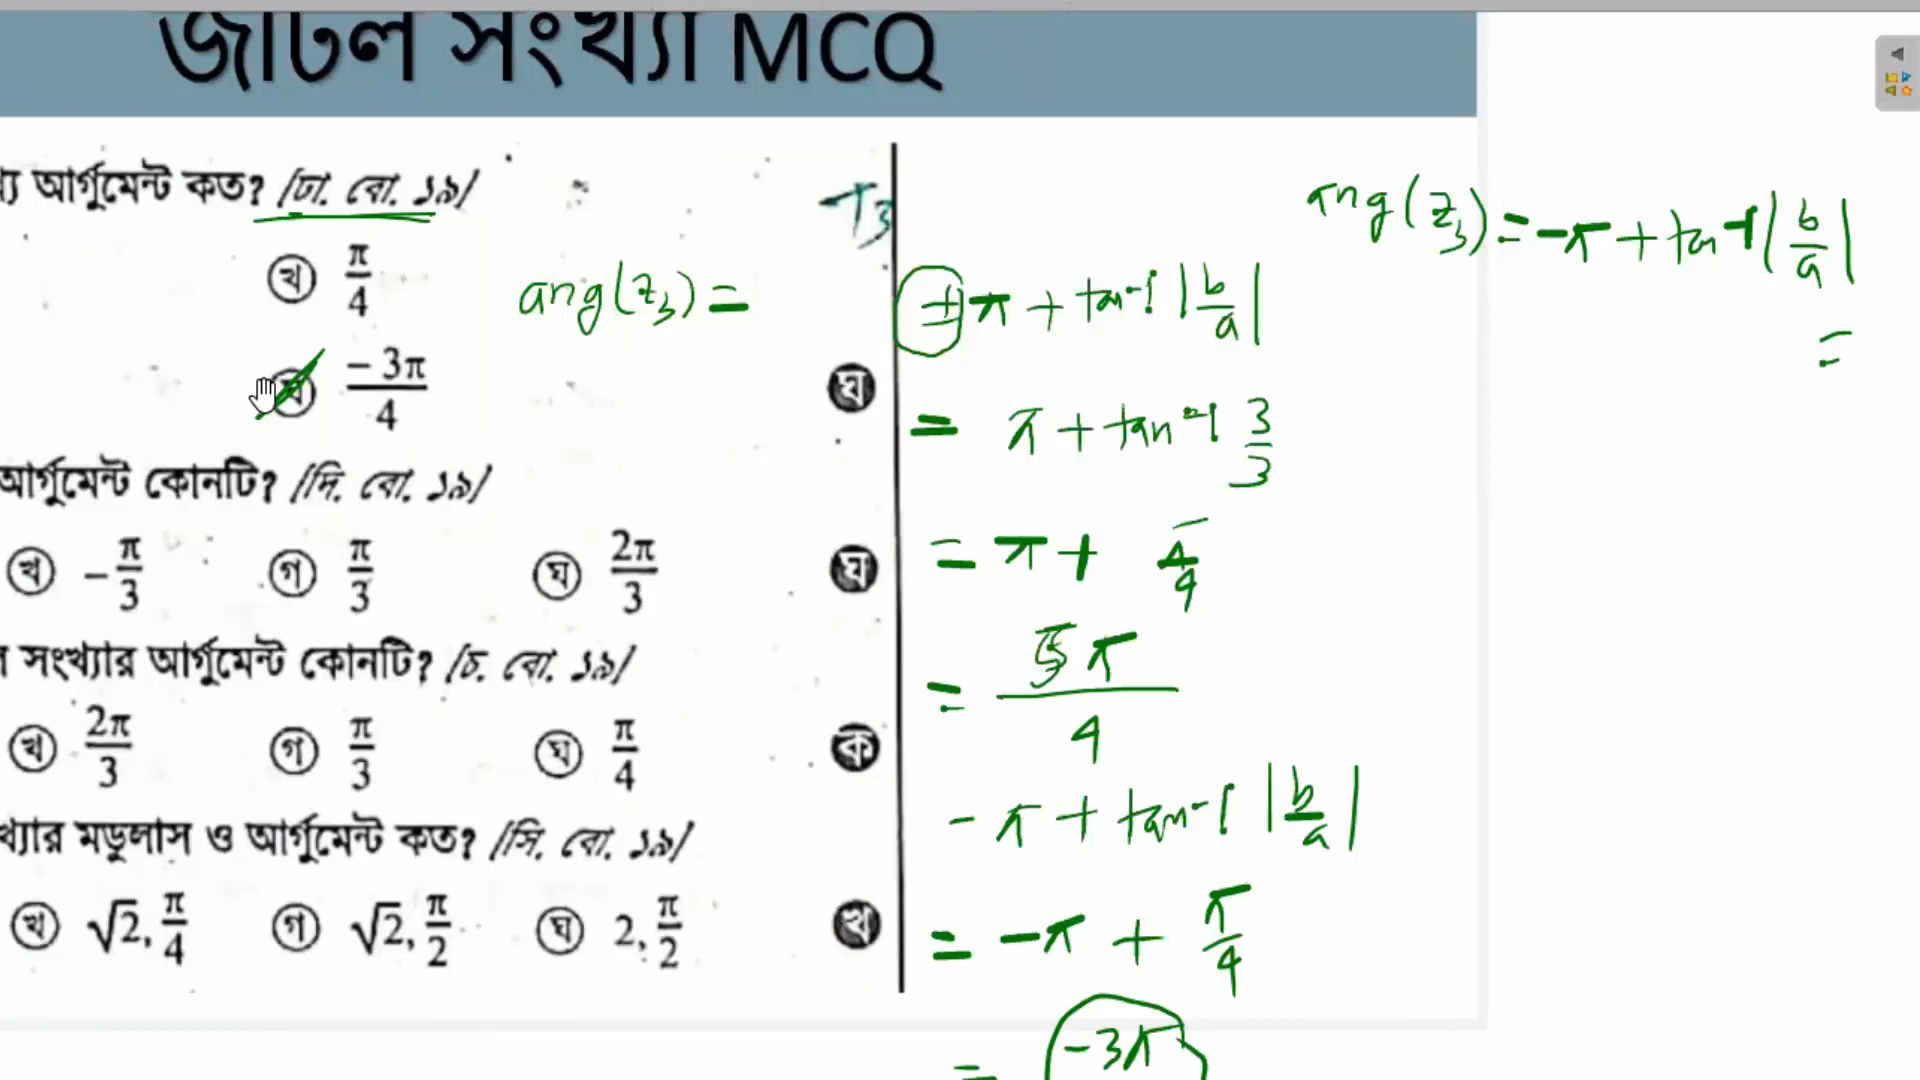 জটিল সংখ্যা MCQ
আর্গুমেন্ট কত? [ঢা. বো. ১৯]
খ π/4
ঘ -3π/4
ঘ
আর্গুমেন্ট কোনটি? [দি. বো. ১৯]
খ -π/3 গ π/3 ঘ 2π/3
ঘ
সংখ্যার আর্গুমেন্ট কোনটি? [চ. বো. ১৯]
খ 2π/3 গ π/3 ঘ π/4
ক
মডুলাস ও আর্গুমেন্ট কত? [সি. বো. ১৯]
খ √2, π/4 গ √2, π/2 ঘ 2, π/2
খ
arg(z₃) = ±π + tan⁻¹ |b/a|
= π + tan⁻¹ 3/3
= π + π/4
= 5π/4
-π + tan⁻¹ |b/a|
= -π + π/4
= -3π
arg(z₃) = -π + tan⁻¹ |b/a|
=